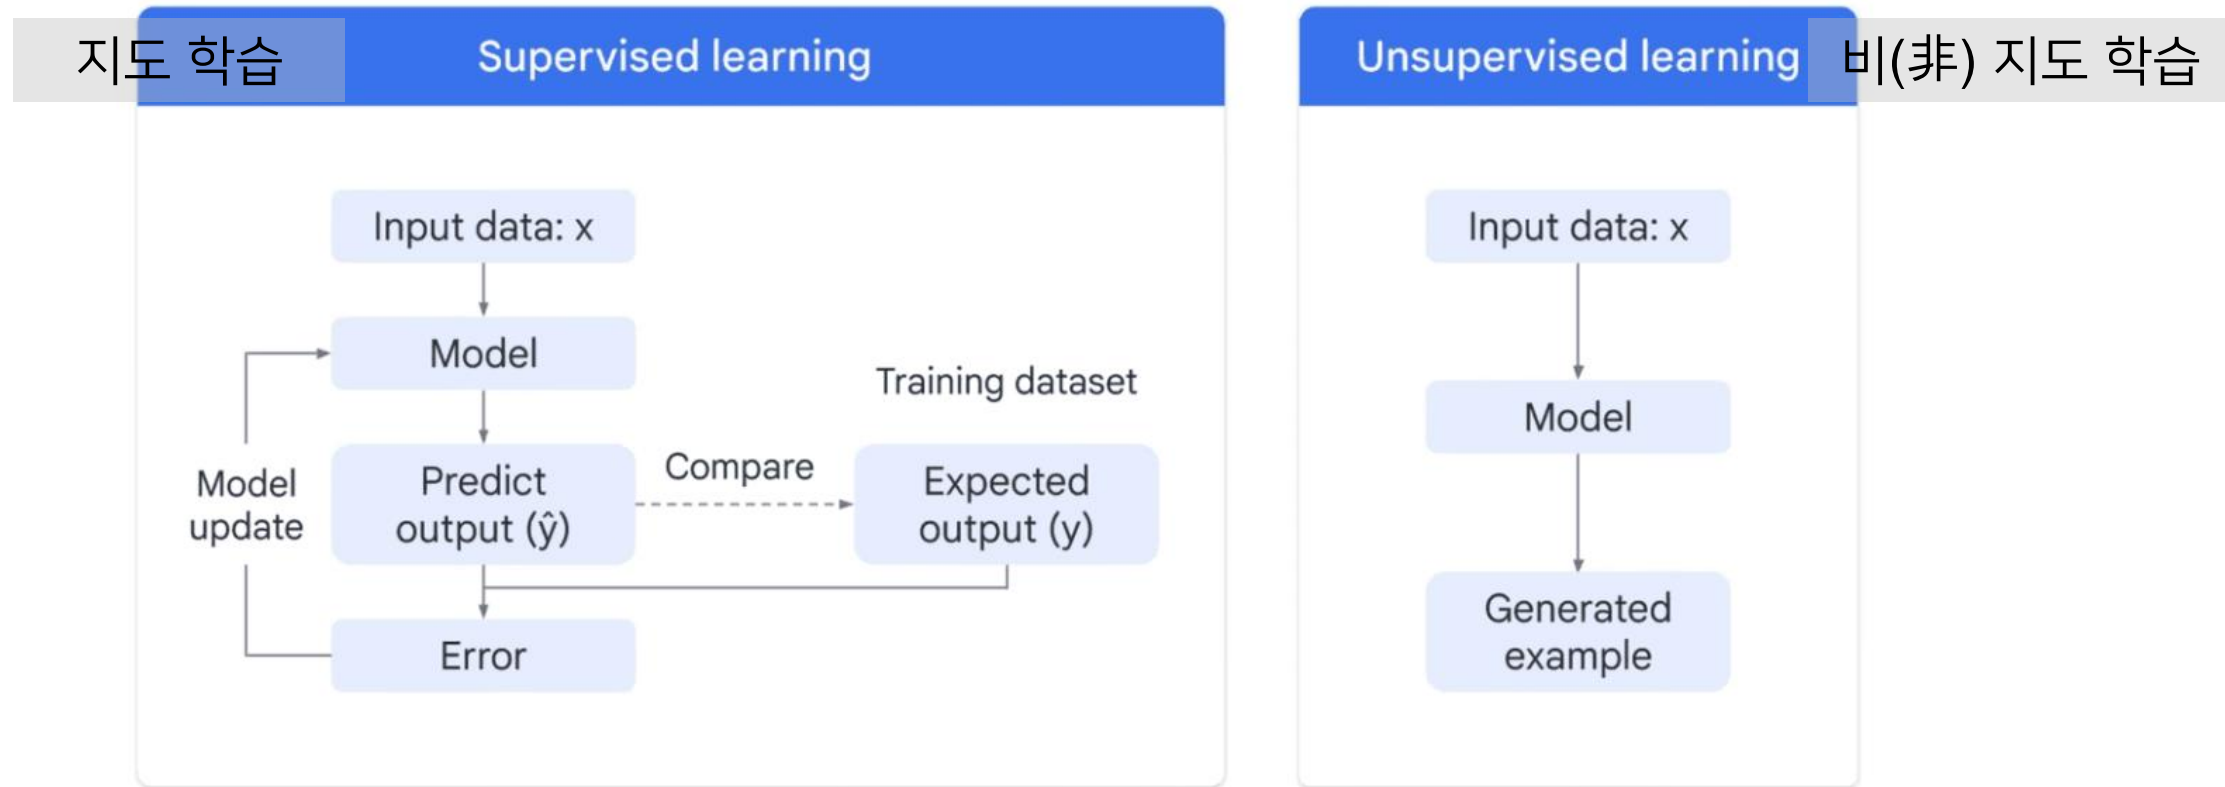 지도 학습
Supervised learning
Input data: x
Model
Training dataset
Compare
Model
update
Predict
output (ŷ)
Expected
output (y)
Error
Unsupervised learning
비(非) 지도 학습
Input data: x
Model
Generated
example